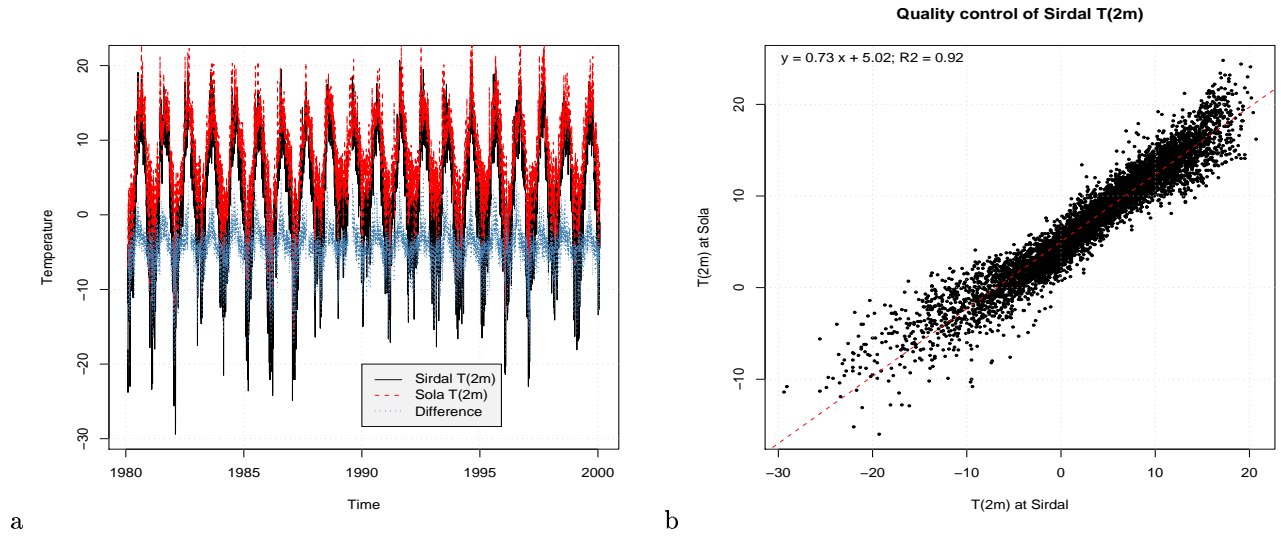 Temperature
20
10
0
−10
−20
−30
1980
1985
1990
1995
2000
Time
Sirdal T(2m)
Sola T(2m)
Difference
a
Quality control of Sirdal T(2m)
y = 0.73 x + 5.02; R2 = 0.92
T(2m) at Sola
20
10
0
−10
−30
−20
−10
0
10
20
T(2m) at Sirdal
b